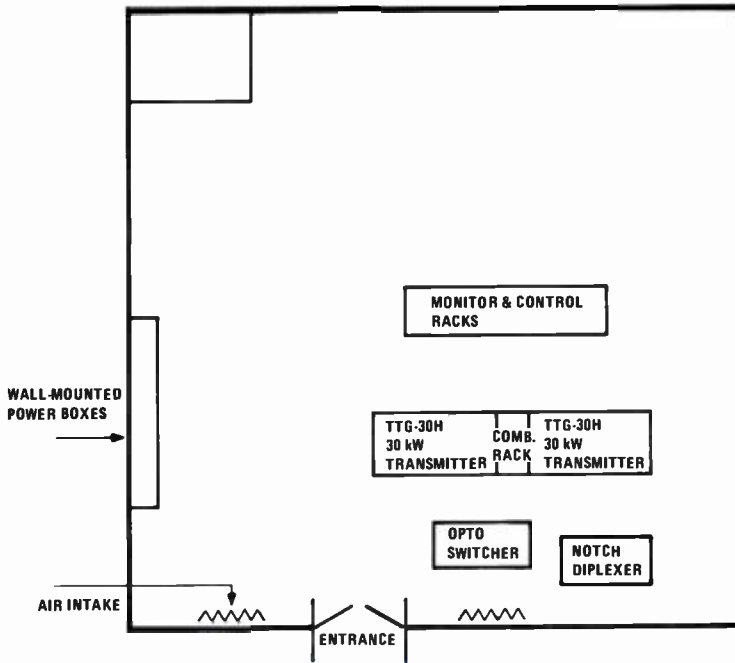 MONITOR & CONTROL
RACKS
WALL-MOUNTED
POWER BOXES
TTG-30H
30 kW
TRANSMITTER
COMB.
RACK
TTG-30H
30 kW
TRANSMITTER
OPTO
SWITCHER
NOTCH
DIPLEXER
AIR INTAKE
ENTRANCE